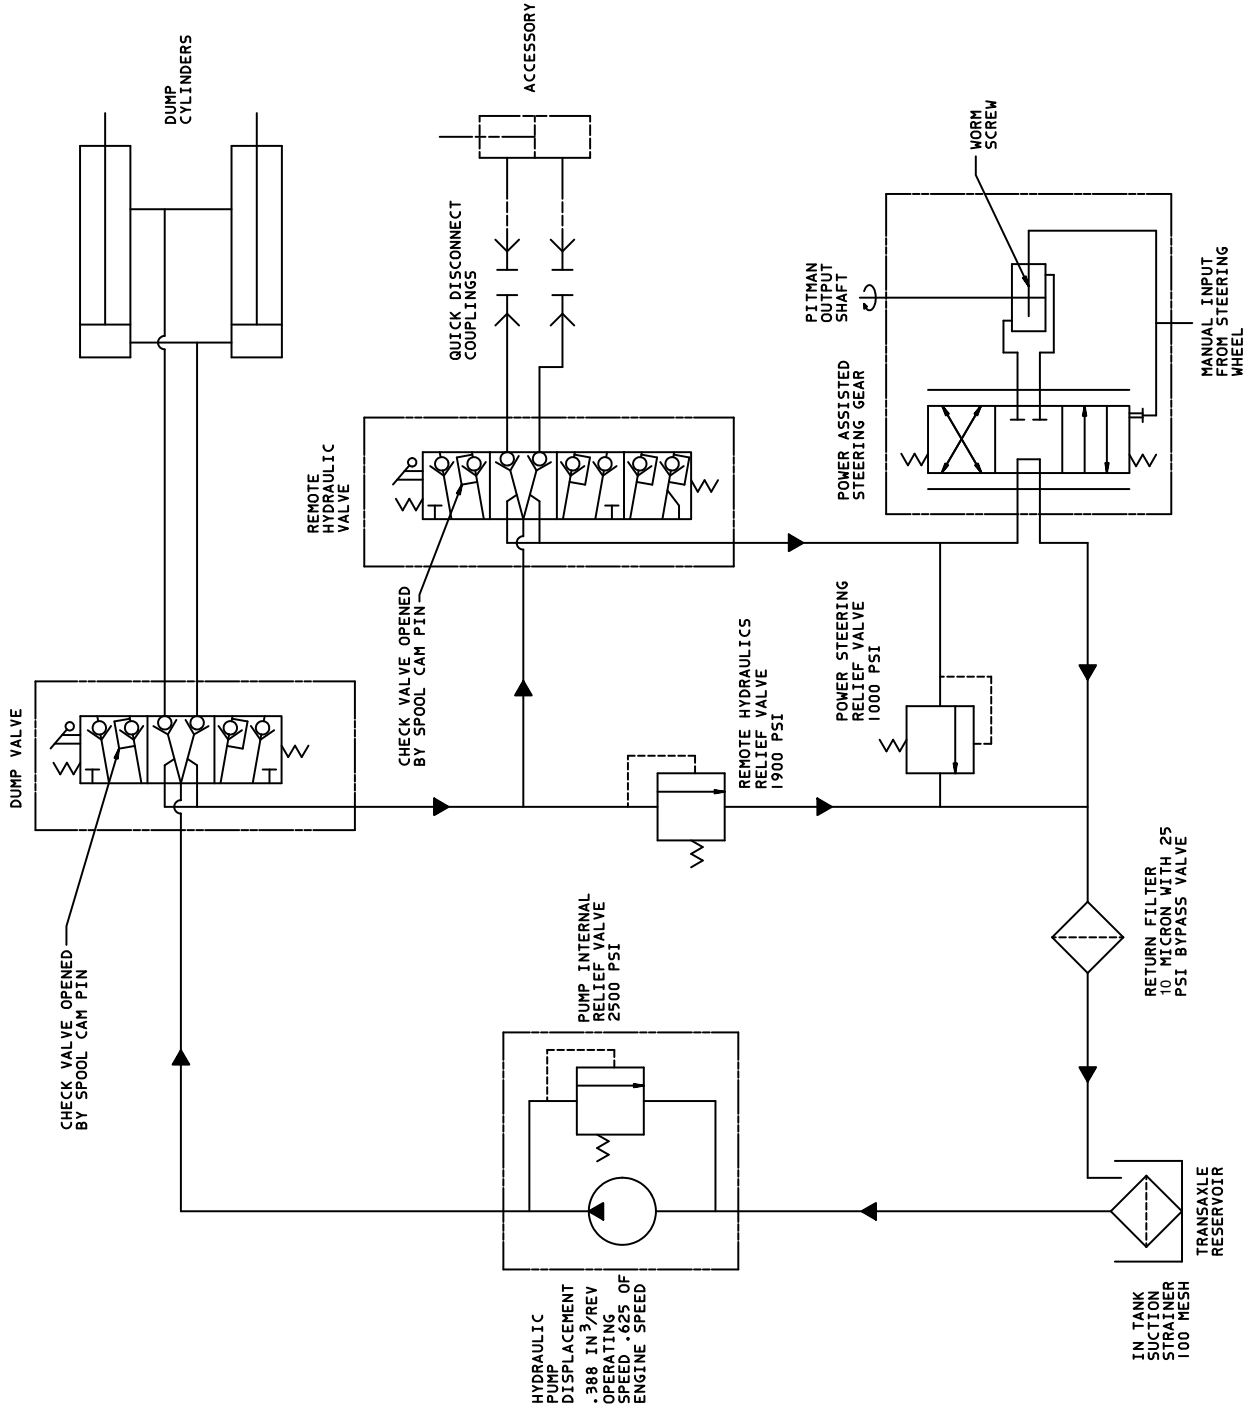 DUMP
CYLINDERS
ACCESSORY
WORM
SCREW
QUICK DISCONNECT
COUPLINGS
PITMAN
OUTPUT
SHAFT
MANUAL INPUT
FROM STEERING
WHEEL
POWER ASSISTED
STEERING GEAR
REMOTE
HYDRAULIC
VALVE
DUMP VALVE
CHECK VALVE OPENED
BY SPOOL CAM PIN
REMOTE HYDRAULICS
RELIEF VALVE
1900 PSI
POWER STEERING
RELIEF VALVE
1000 PSI
CHECK VALVE OPENED
BY SPOOL CAM PIN
PUMP INTERNAL
RELIEF VALVE
2500 PSI
RETURN FILTER
10 MICRON WITH 25
PSI BYPASS VALVE
TRANSAXLE
RESERVOIR
HYDRAULIC
PUMP
DISPLACEMENT
.388 IN³/REV
OPERATING
SPEED .625 OF
ENGINE SPEED
IN TANK
SUCTION
STRAINER
100 MESH